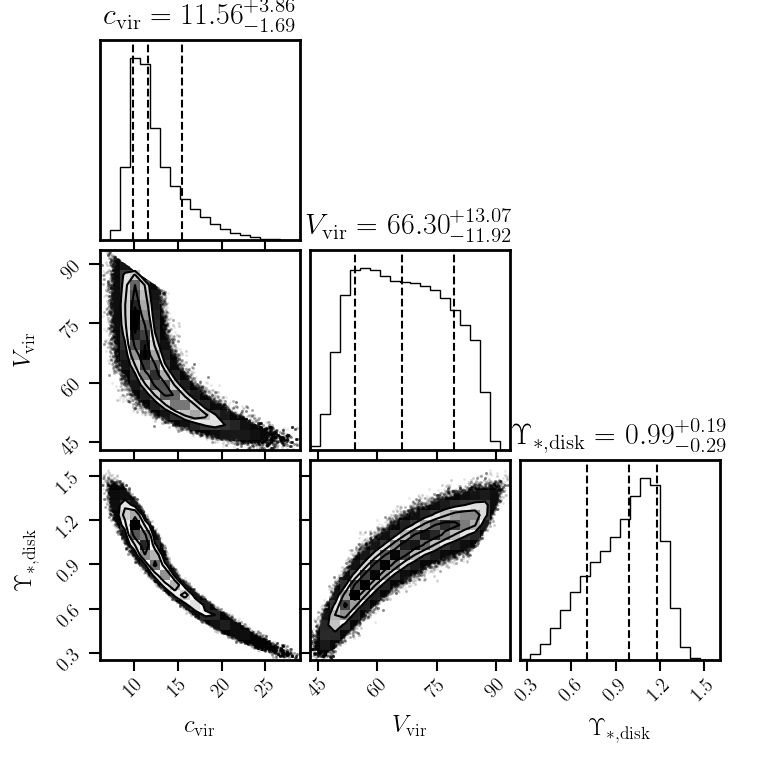 c_vir = 11.56^{+3.86}_{-1.69}
V_vir = 66.30^{+13.07}_{-11.92}
90
75
60
45
V_vir
Υ_{*,disk} = 0.99^{+0.19}_{-0.29}
1.5
1.2
0.9
0.6
0.3
Υ_{*,disk}
10 15 20 25
45 60 75 90
0.3 0.6 0.9 1.2 1.5
c_vir
V_vir
Υ_{*,disk}